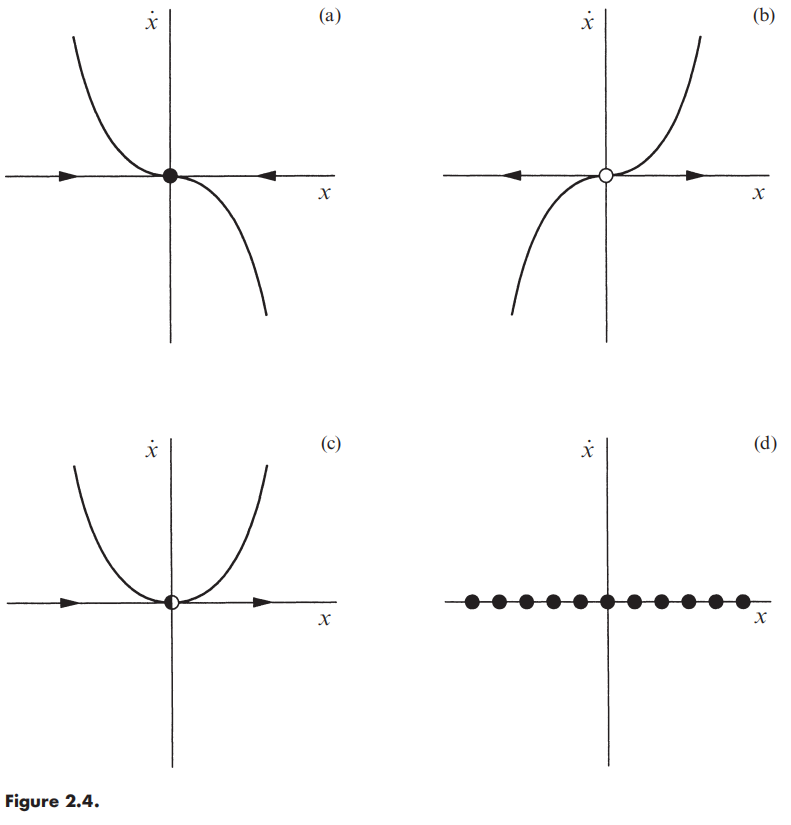 ẋ (a)
x
ẋ (b)
x
ẋ (c)
x
ẋ (d)
x
Figure 2.4.